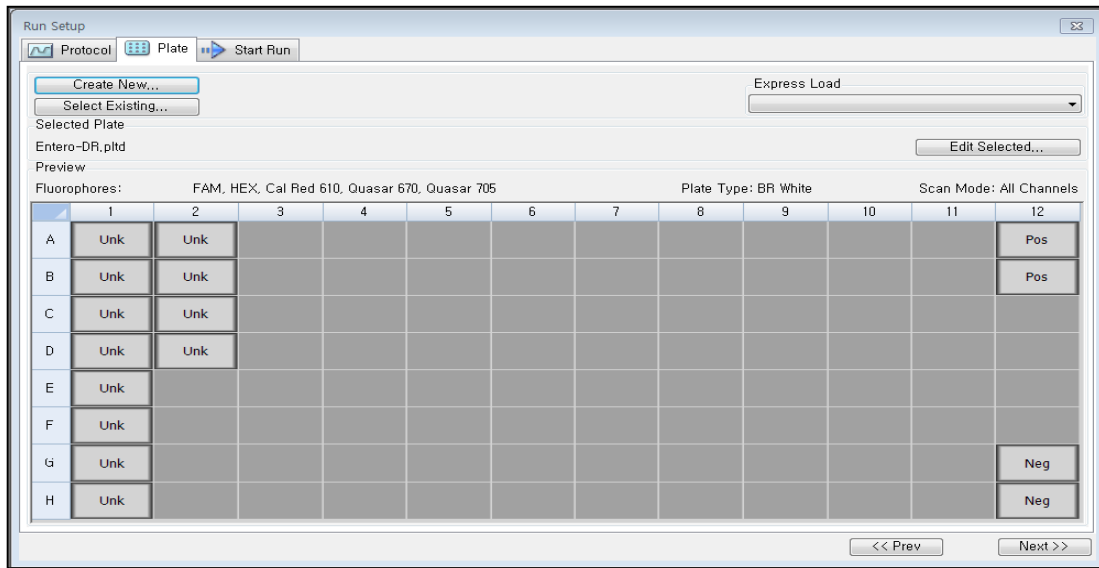 Run Setup
Protocol Plate Start Run
Create New... Express Load
Select Existing...
Selected Plate
Entero-DR.pltd Edit Selected...
Preview
Fluorophores: FAM, HEX, Cal Red 610, Quasar 670, Quasar 705 Plate Type: BR White Scan Mode: All Channels
1 2 3 4 5 6 7 8 9 10 11 12
A Unk Unk Pos
B Unk Unk Pos
C Unk Unk
D Unk Unk
E Unk
F Unk
G Unk Neg
H Unk Neg
<< Prev Next >>